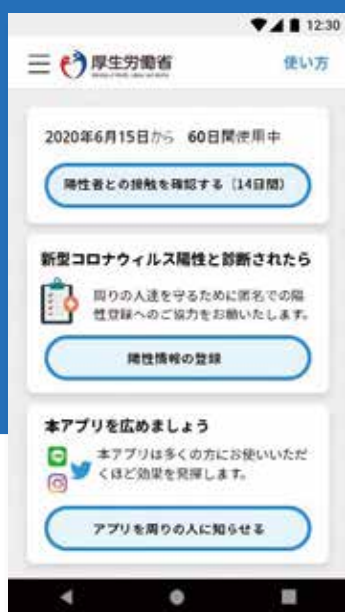 12:30
厚生労働省
使い方
2020年6月15日から 60日間使用中
陽性者との接触を確認する（14日間）
新型コロナウィルス陽性と診断されたら
周りの人達を守るために匿名での陽
性登録へのご協力をお願いいたします。
陽性情報の登録
本アプリを広めましょう
本アプリは多くの方にお使いいただ
くほど効果を発揮します。
アプリを周りの人に知らせる